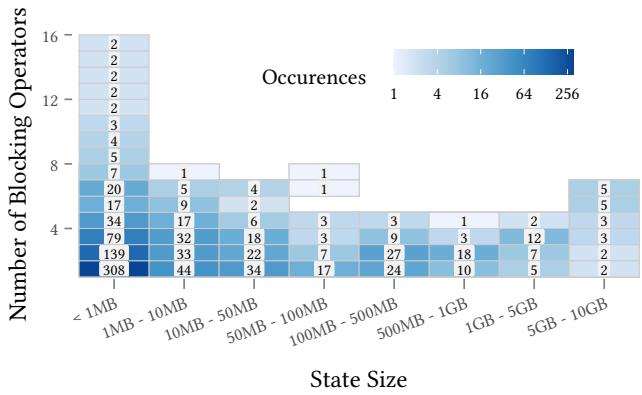 Number of Blocking Operators
16
12
8
4
Occurences
1 4 16 64 256
2
2
2
2
2
3
4
5
7 1 1
20 5 4 1 5
17 9 2 5
34 17 6 3 3 1 2 3
79 32 18 3 9 3 12 3
139 33 22 7 27 18 7 2
308 44 34 17 24 10 5 2
< 1MB
1MB - 10MB
10MB - 50MB
50MB - 100MB
100MB - 500MB
500MB - 1GB
1GB - 5GB
5GB - 10GB
State Size